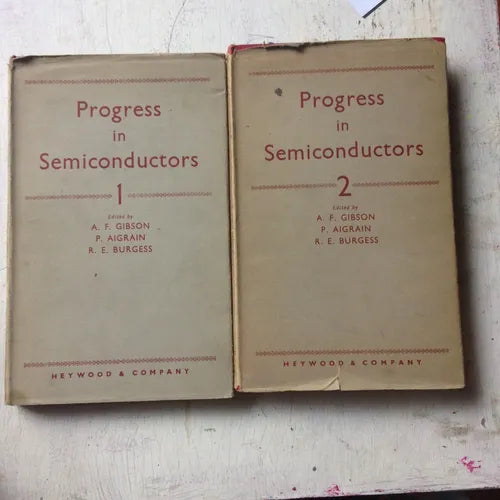 Progress
in
Semiconductors
1
Edited by
A. F. GIBSON
P. AIGRAIN
R. E. BURGESS
HEYWOOD & COMPANY
Progress
in
Semiconductors
2
Edited by
A. F. GIBSON
P. AIGRAIN
R. E. BURGESS
HEYWOOD & COMPANY